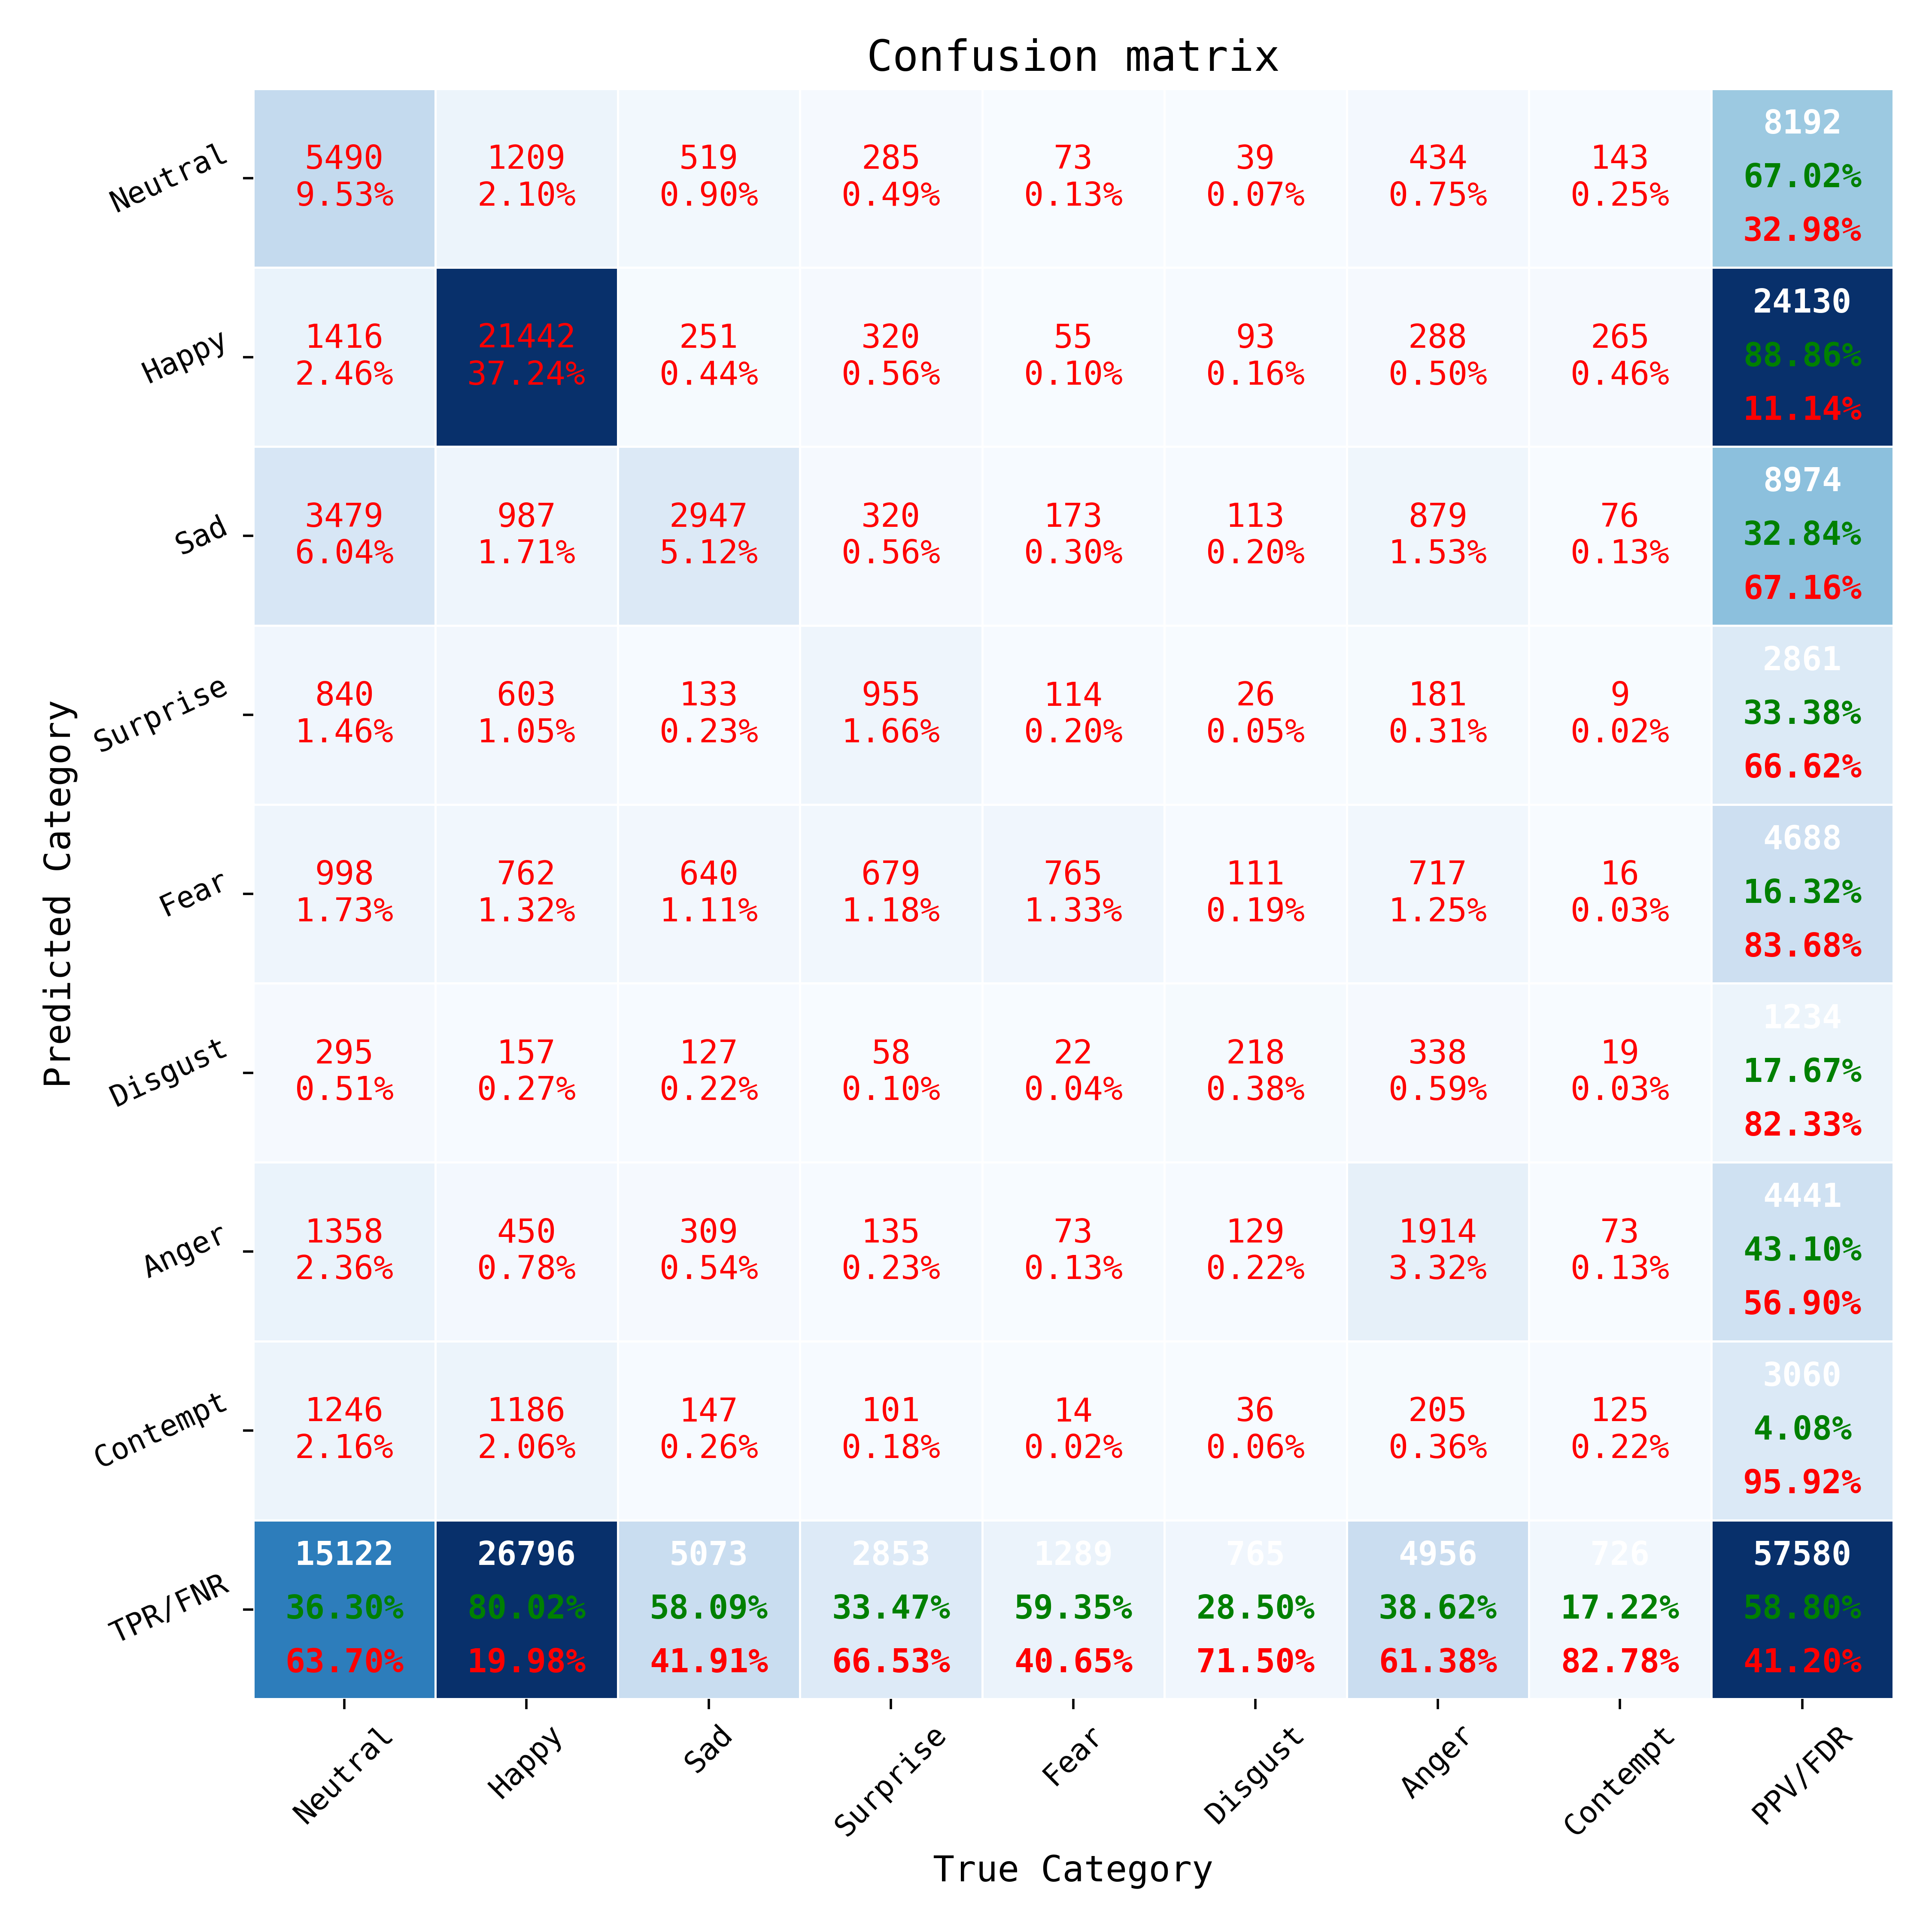 Confusion matrix
Neutral
5490 1209 519 285 73 39 434 143 8192
9.53% 2.10% 0.90% 0.49% 0.13% 0.07% 0.75% 0.25% 67.02%
32.98%
Happy
1416 21442 251 320 55 93 288 265 24130
2.46% 37.24% 0.44% 0.56% 0.10% 0.16% 0.50% 0.46% 88.86%
11.14%
Sad
3479 987 2947 320 173 113 879 76 8974
6.04% 1.71% 5.12% 0.56% 0.30% 0.20% 1.53% 0.13% 32.84%
67.16%
Surprise
840 603 133 955 114 26 181 9 2861
1.46% 1.05% 0.23% 1.66% 0.20% 0.05% 0.31% 0.02% 33.38%
66.62%
Fear
998 762 640 679 765 111 717 16 4688
1.73% 1.32% 1.11% 1.18% 1.33% 0.19% 1.25% 0.03% 16.32%
83.68%
Disgust
295 157 127 58 22 218 338 19 1234
0.51% 0.27% 0.22% 0.10% 0.04% 0.38% 0.59% 0.03% 17.67%
82.33%
Anger
1358 450 309 135 73 129 1914 73 4441
2.36% 0.78% 0.54% 0.23% 0.13% 0.22% 3.32% 0.13% 43.10%
56.90%
Contempt
1246 1186 147 101 14 36 205 125 3060
2.16% 2.06% 0.26% 0.18% 0.02% 0.06% 0.36% 0.22% 4.08%
95.92%
TPR/FNR
15122 26796 5073 2853 1289 765 4956 726 57580
36.30% 80.02% 58.09% 33.47% 59.35% 28.50% 38.62% 17.22% 58.80%
63.70% 19.98% 41.91% 66.53% 40.65% 71.50% 61.38% 82.78% 41.20%
Predicted Category
Neutral Happy Sad Surprise Fear Disgust Anger Contempt PPV/FDR
True Category